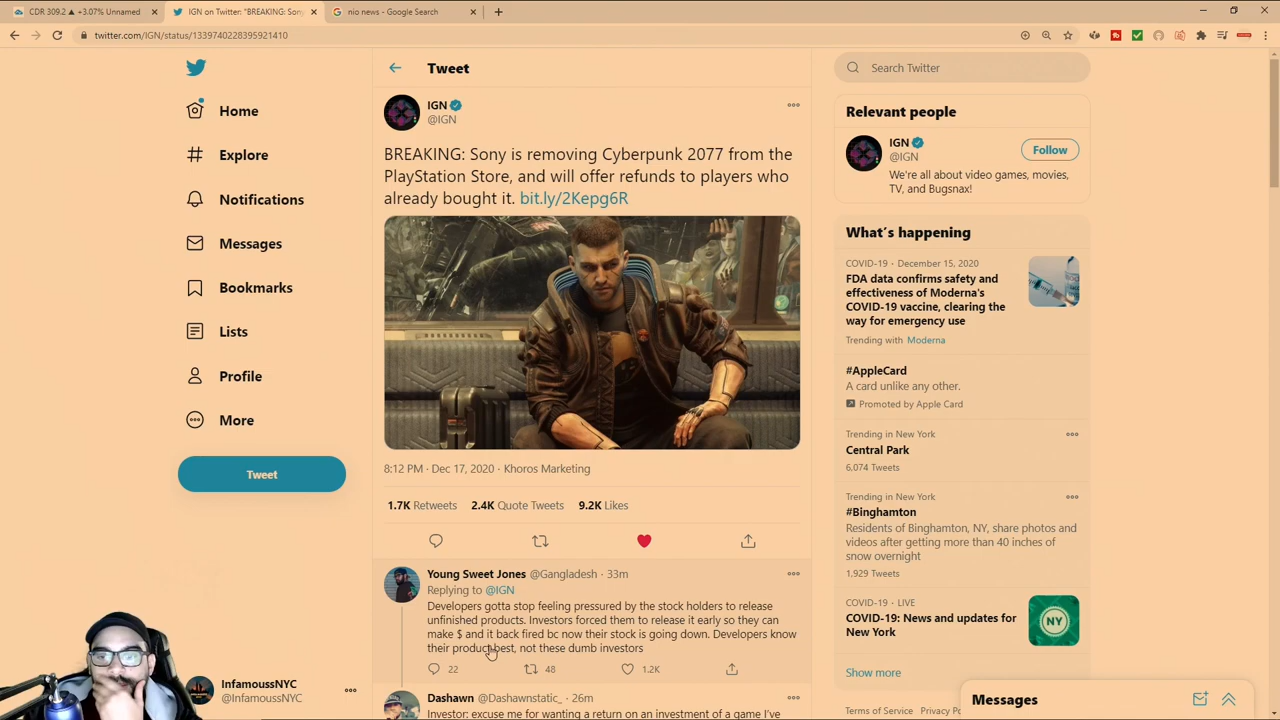 CDR 309.2 ▲ +3.07% Unnamed
IGN on Twitter: "BREAKING: Sony
nio news - Google Search
twitter.com/IGN/status/1339740228395921410
Home
Explore
Notifications
Messages
Bookmarks
Lists
Profile
More
Tweet
InfamoussNYC
@InfamoussNYC
Tweet
IGN
@IGN
BREAKING: Sony is removing Cyberpunk 2077 from the
PlayStation Store, and will offer refunds to players who
already bought it. bit.ly/2Kepg6R
8:12 PM · Dec 17, 2020 · Khoros Marketing
1.7K Retweets 2.4K Quote Tweets 9.2K Likes
Young Sweet Jones @Gangladesh · 33m
Replying to @IGN
Developers gotta stop feeling pressured by the stock holders to release
unfinished products. Investors forced them to release it early so they can
make $ and it back fired bc now their stock is going down. Developers know
their product best, not these dumb investors
22 48 1.2K
Dashawn @Dashawnstatic_ · 26m
Investor: excuse me for wanting a return on an investment of a game I've
Search Twitter
Relevant people
IGN
@IGN
Follow
We're all about video games, movies,
TV, and Bugsnax!
What's happening
COVID-19 · December 15, 2020
FDA data confirms safety and
effectiveness of Moderna's
COVID-19 vaccine, clearing the
way for emergency use
Trending with Moderna
#AppleCard
A card unlike any other.
Promoted by Apple Card
Trending in New York
Central Park
6,074 Tweets
Trending in New York
#Binghamton
Residents of Binghamton, NY, share photos and
videos after getting more than 40 inches of
snow overnight
1,929 Tweets
COVID-19 · LIVE
COVID-19: News and updates for
New York
NY
Show more
Terms of Service Privacy Po
Messages